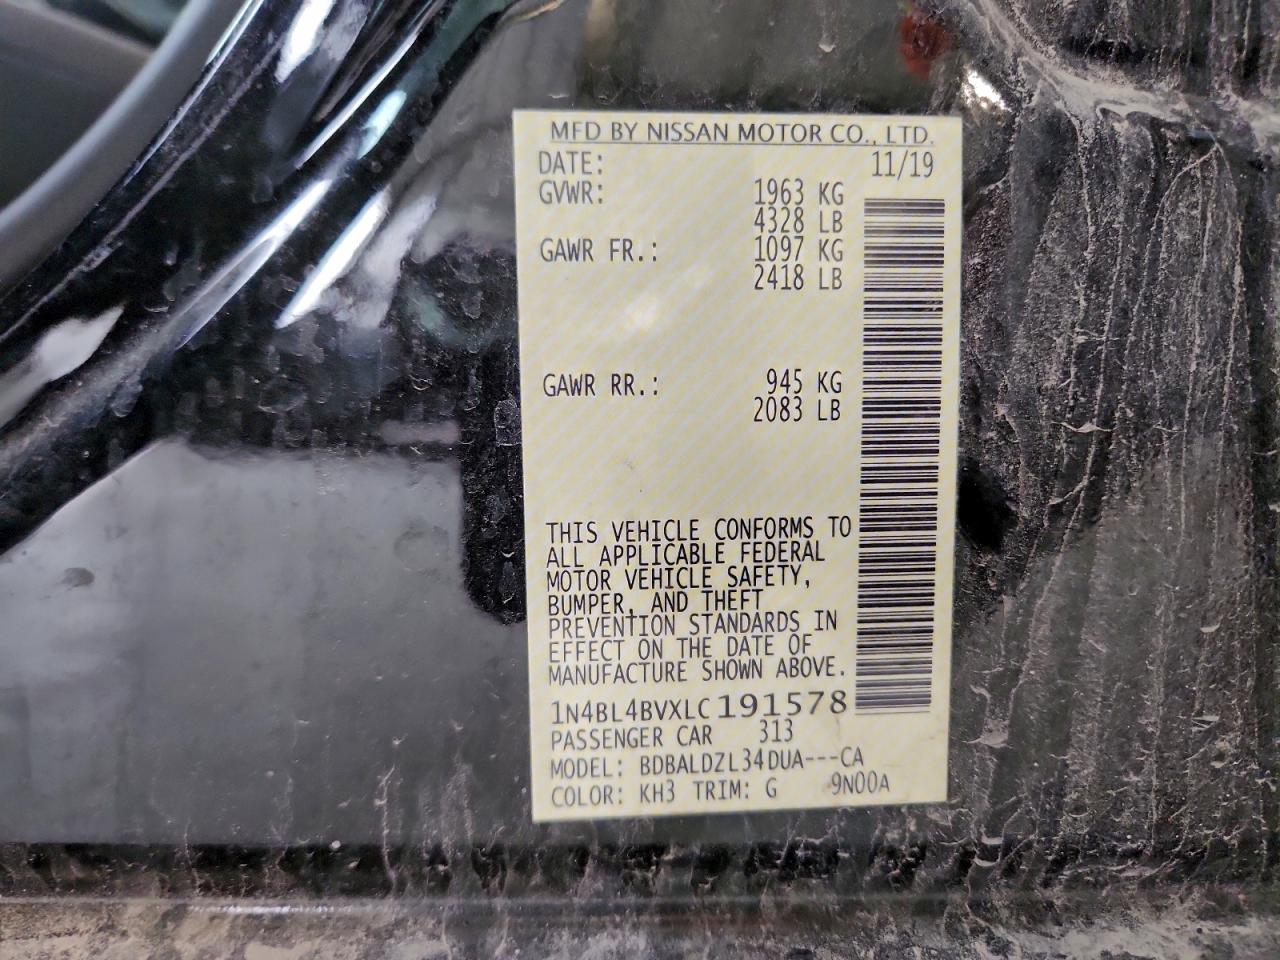 MFD BY NISSAN MOTOR CO., LTD.
DATE: 11/19
GVWR: 1963 KG
4328 LB
GAWR FR.: 1097 KG
2418 LB
GAWR RR.: 945 KG
2083 LB
THIS VEHICLE CONFORMS TO
ALL APPLICABLE FEDERAL
MOTOR VEHICLE SAFETY,
BUMPER, AND THEFT
PREVENTION STANDARDS IN
EFFECT ON THE DATE OF
MANUFACTURE SHOWN ABOVE.
1N4BL4BVXLC191578
PASSENGER CAR 313
MODEL: BDBALDZL34DUA---CA
COLOR: KH3 TRIM: G 9N00A